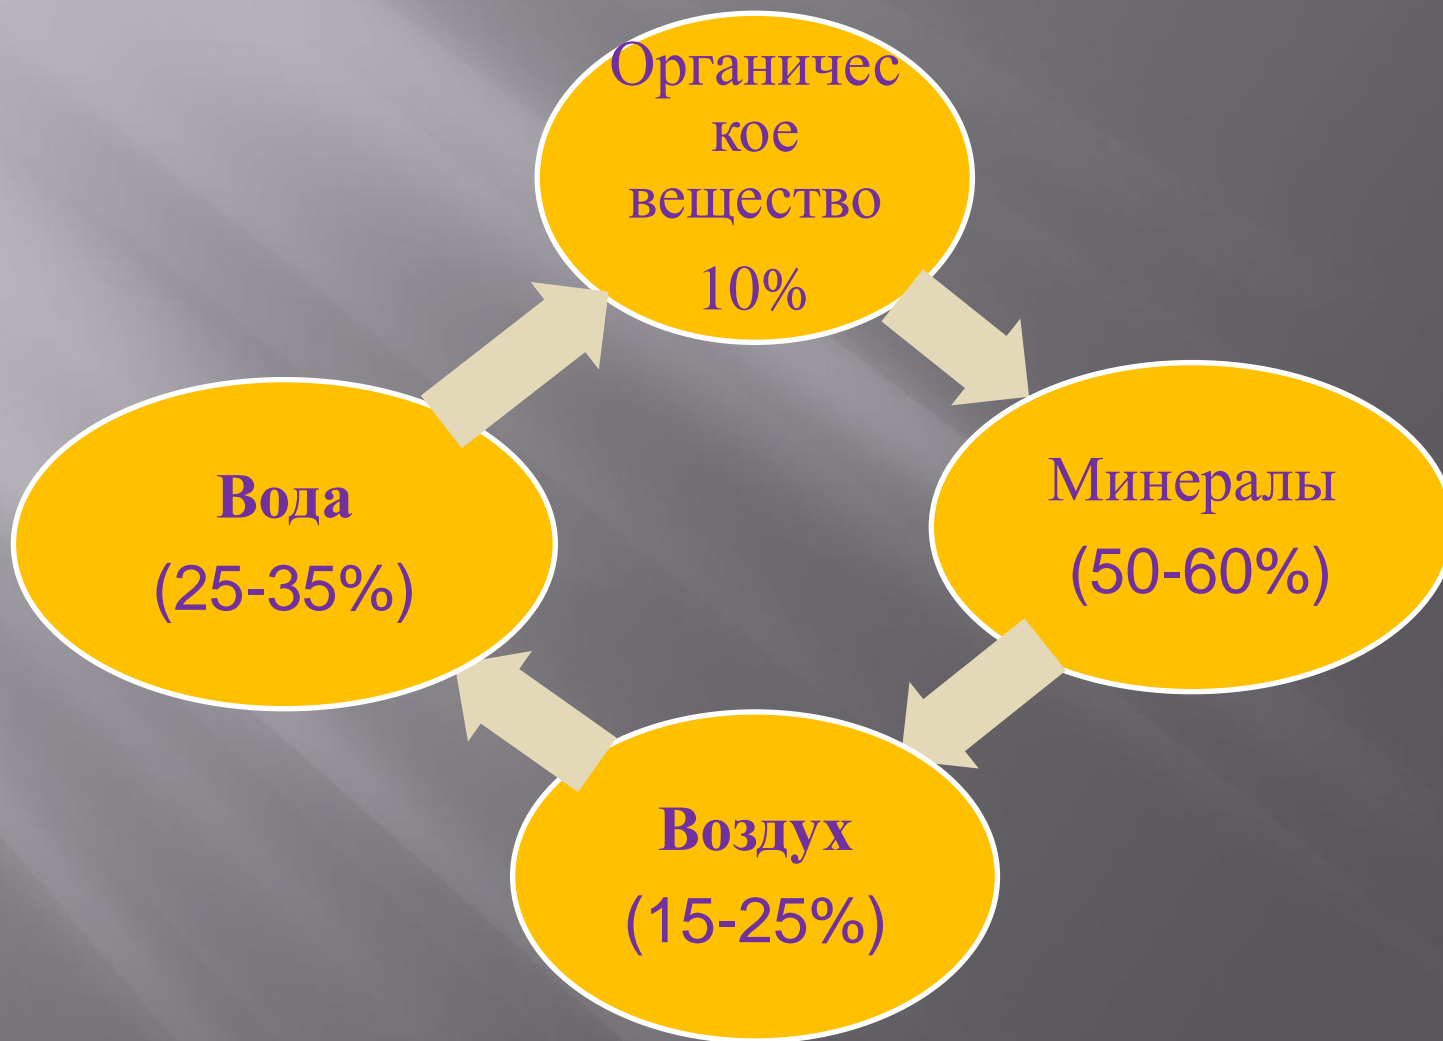 Органичес
кое
вещество
10%
Минералы
(50-60%)
Воздух
(15-25%)
Вода
(25-35%)